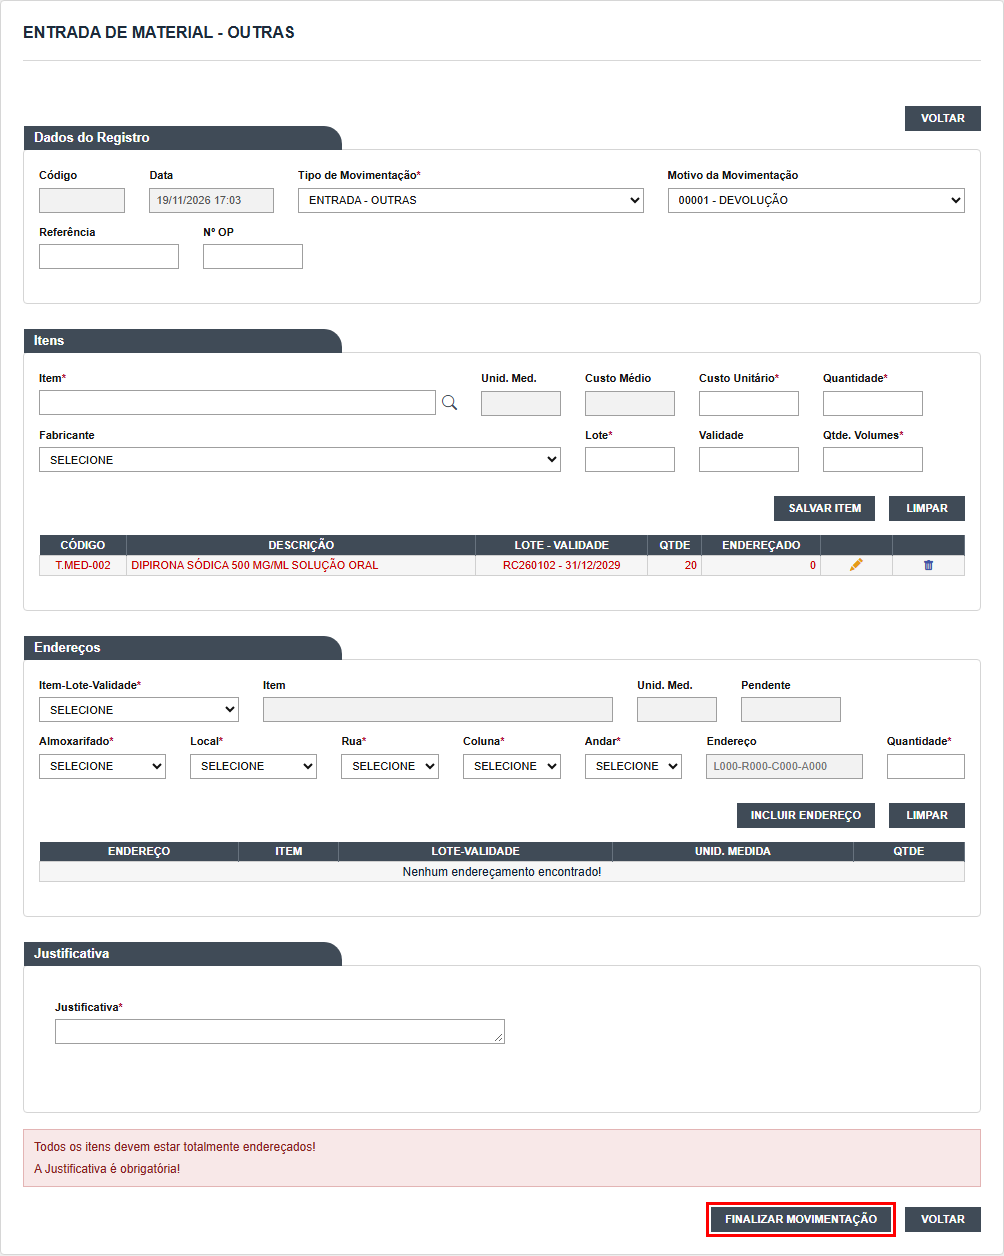 ENTRADA DE MATERIAL - OUTRAS
VOLTAR
Dados do Registro
Código Data Tipo de Movimentação* Motivo da Movimentação
19/11/2026 17:03 ENTRADA - OUTRAS 00001 - DEVOLUÇÃO
Referência Nº OP
Itens
Item* Unid. Med. Custo Médio Custo Unitário* Quantidade*
Fabricante Lote* Validade Qtde. Volumes*
SELECIONE
SALVAR ITEM LIMPAR
CÓDIGO DESCRIÇÃO LOTE - VALIDADE QTDE ENDEREÇADO
T.MED-002 DIPIRONA SÓDICA 500 MG/ML SOLUÇÃO ORAL RC260102 - 31/12/2029 20 0
Endereços
Item-Lote-Validade* Item Unid. Med. Pendente
SELECIONE
Almoxarifado* Local* Rua* Coluna* Andar* Endereço Quantidade*
SELECIONE SELECIONE SELECIONE SELECIONE SELECIONE L000-R000-C000-A000
INCLUIR ENDEREÇO LIMPAR
ENDEREÇO ITEM LOTE-VALIDADE UNID. MEDIDA QTDE
Nenhum endereçamento encontrado!
Justificativa
Justificativa*
Todos os itens devem estar totalmente endereçados!
A Justificativa é obrigatória!
FINALIZAR MOVIMENTAÇÃO VOLTAR